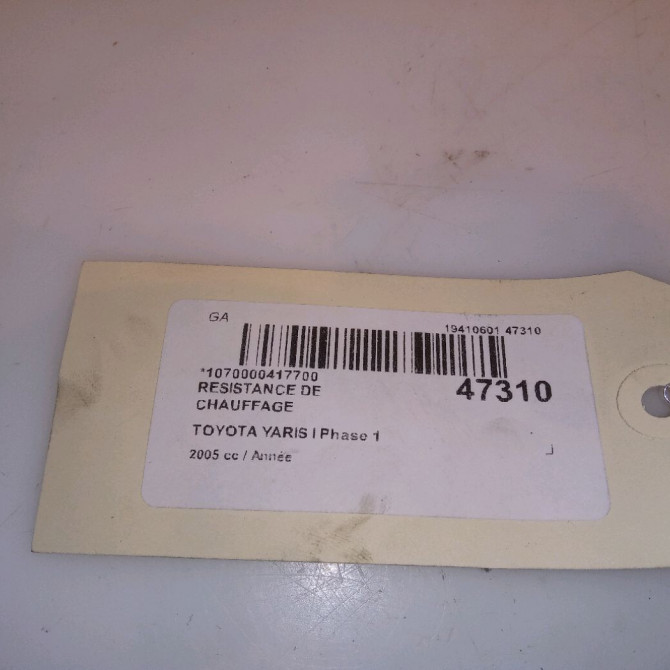 GA
19410601 47310
*1070000417700
RESISTANCE DE
CHAUFFAGE
47310
TOYOTA YARIS I Phase 1
2005 cc / Année